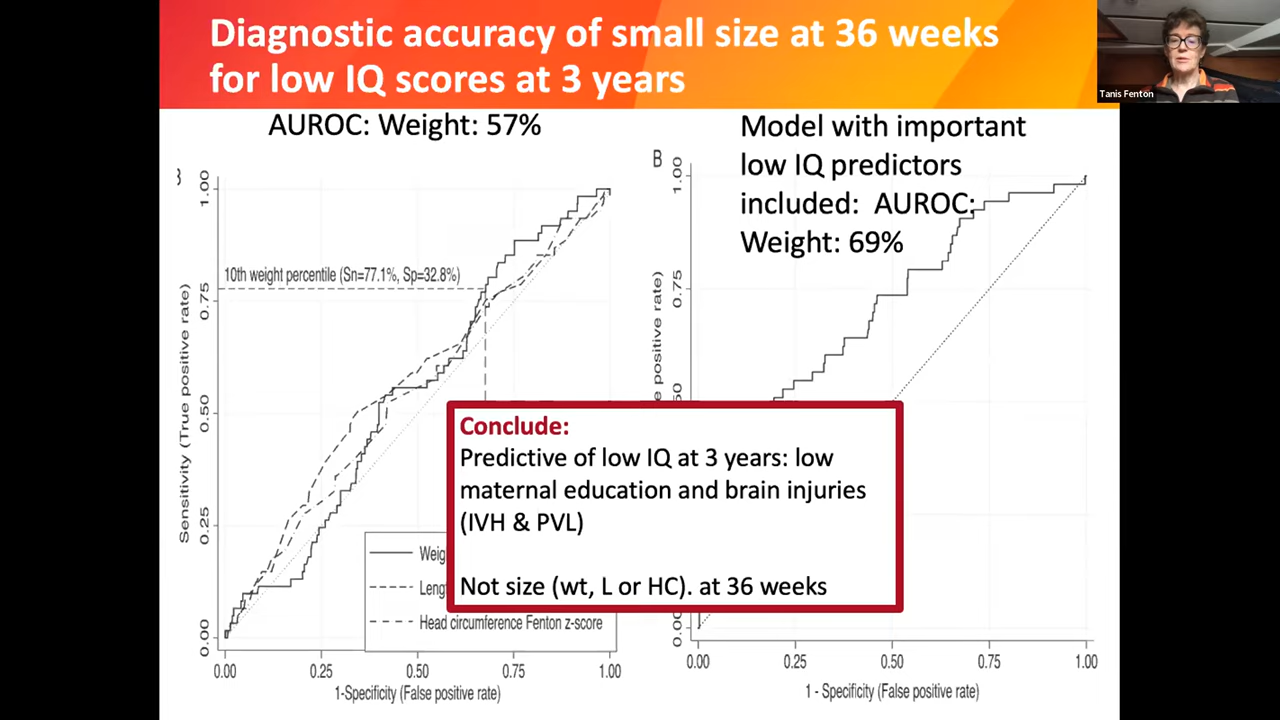 Diagnostic accuracy of small size at 36 weeks
for low IQ scores at 3 years
Tanis Fenton
AUROC: Weight: 57%
1.00
10th weight percentile (Sn=77.1%, Sp=32.8%)
0.75
Sensitivity (True positive rate)
0.50
0.25
0.00
Length
Head circumference Fenton z-score
0.00 0.25 0.50 0.75 1.00
1-Specificity (False positive rate)
Model with important
low IQ predictors
included: AUROC:
Weight: 69%
B
1.00
0.75
positive rate)
0.00 0.25 0.50 0.75 1.00
1 - Specificity (False positive rate)
Conclude:
Predictive of low IQ at 3 years: low
maternal education and brain injuries
(IVH & PVL)
Not size (wt, L or HC). at 36 weeks